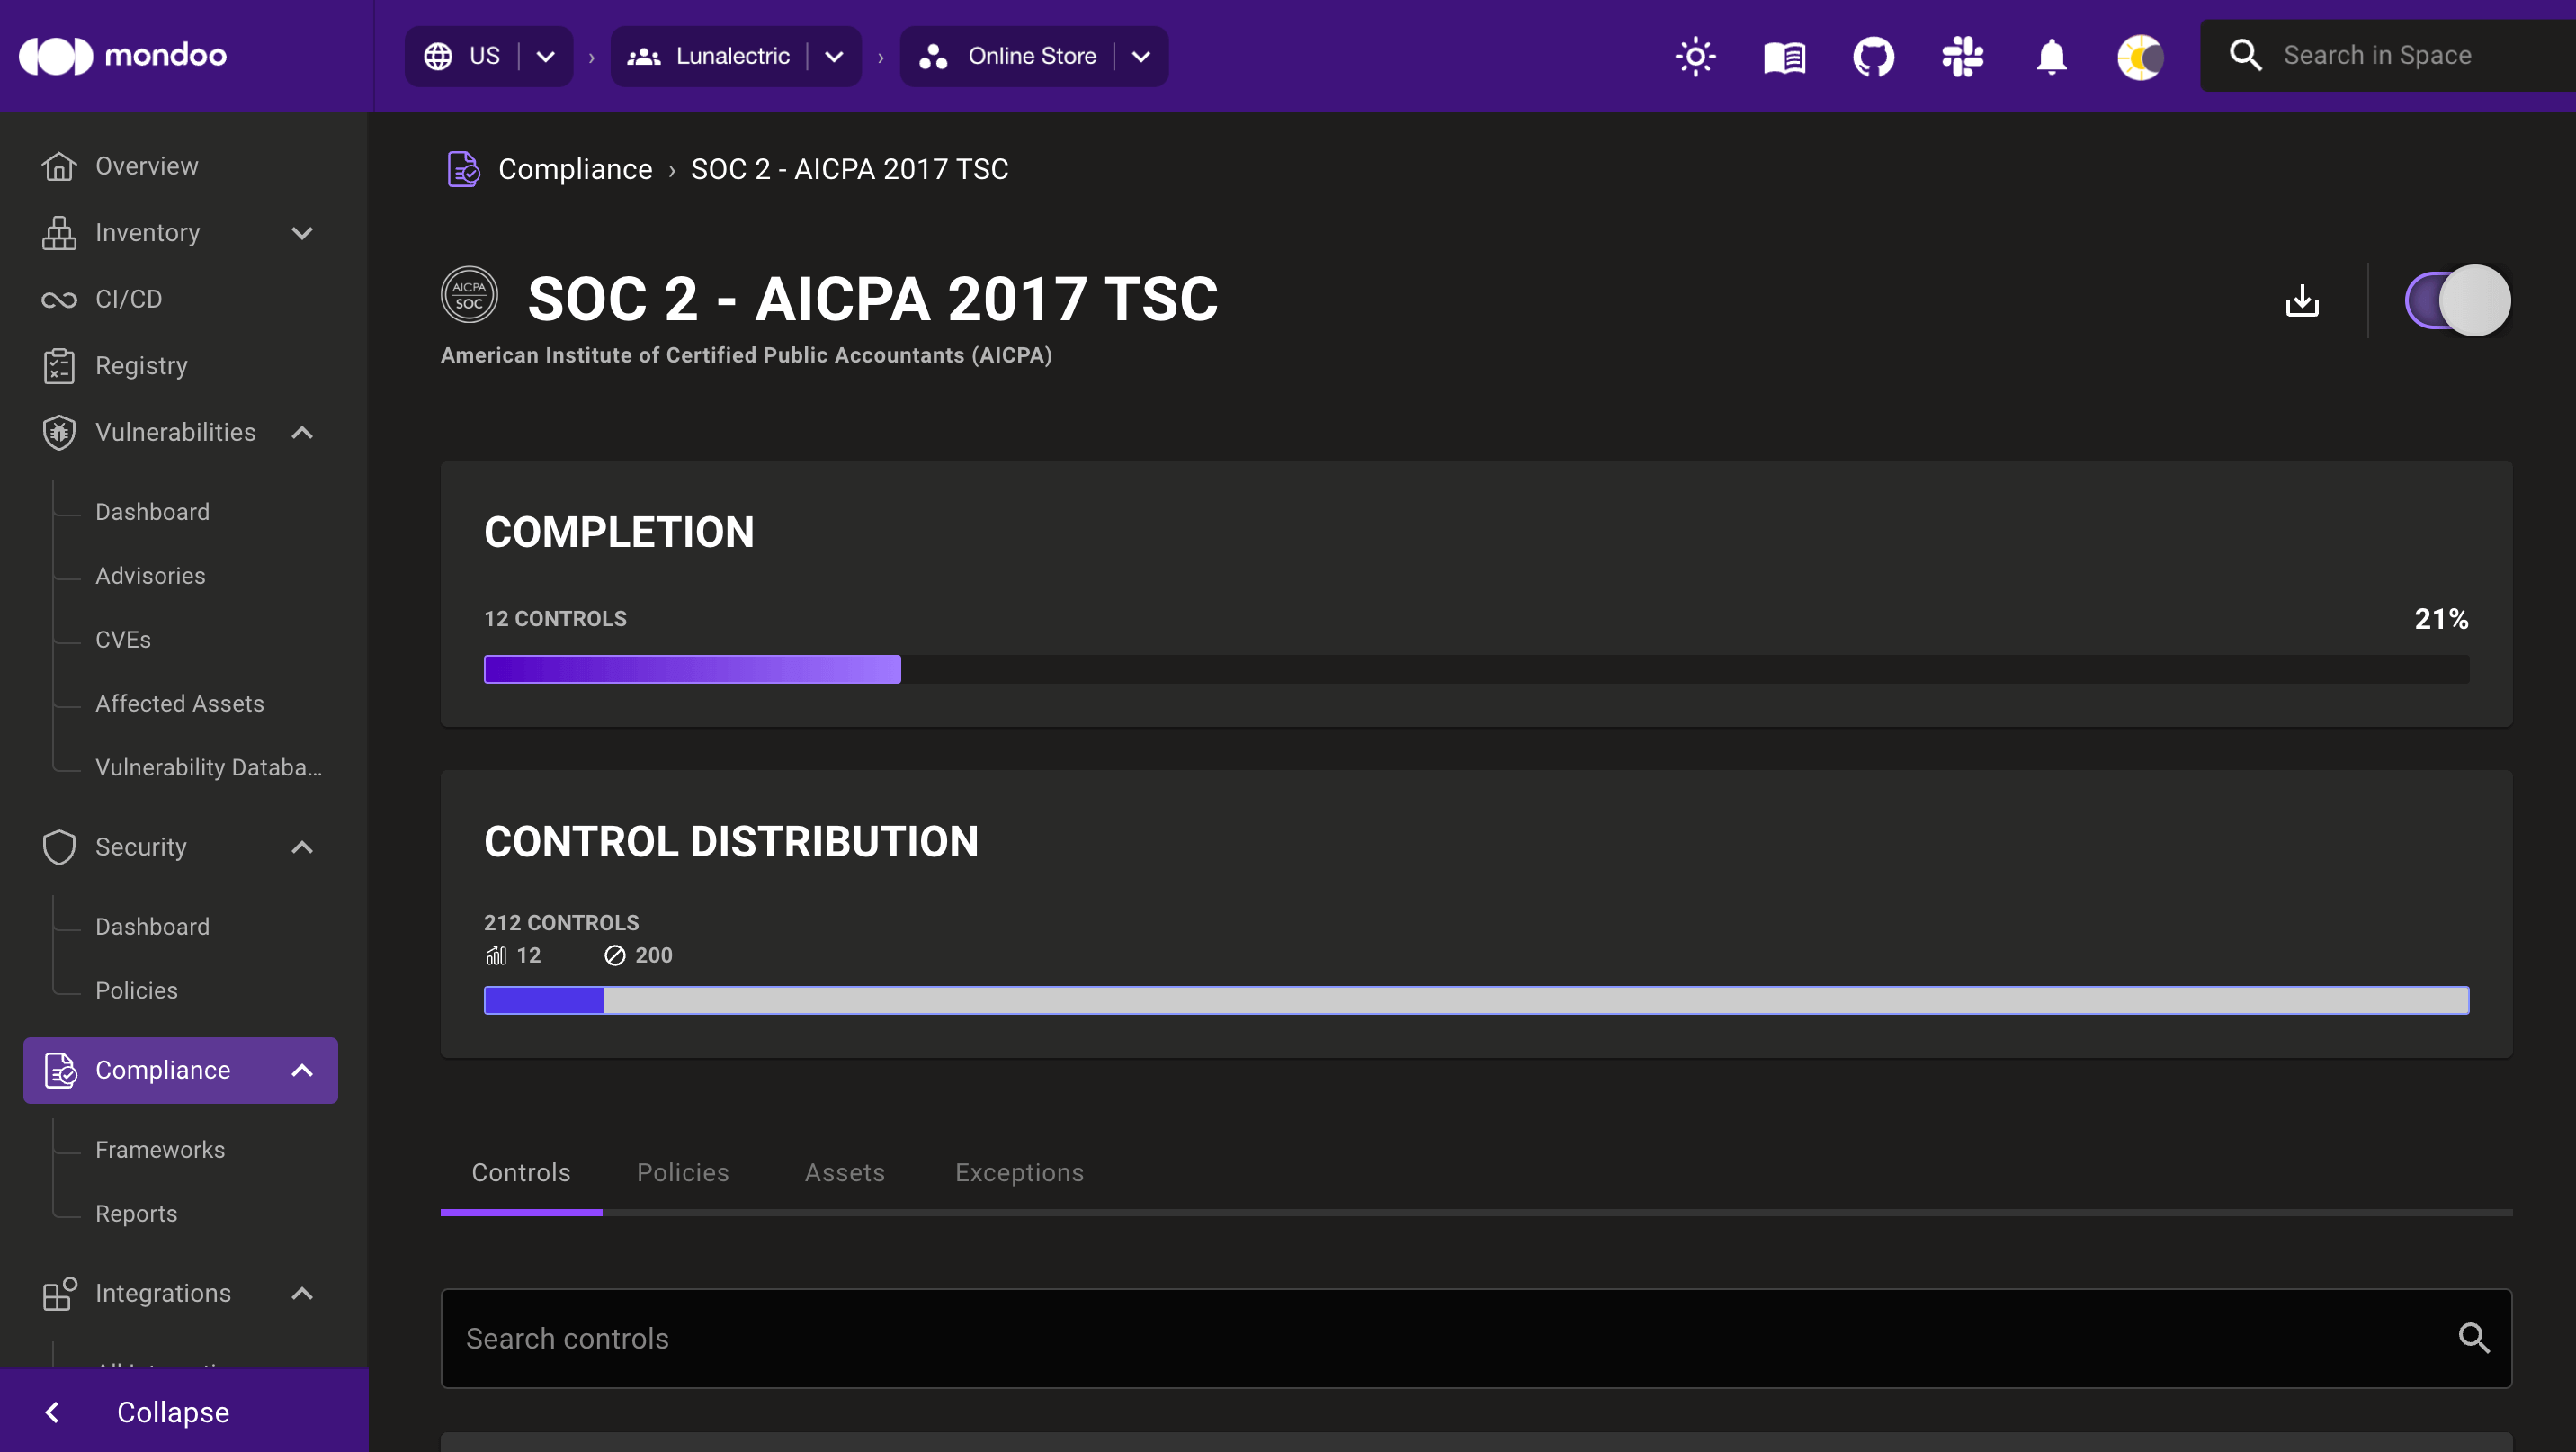 mondoo
US
Lunalectric
Online Store
Search in Space
Overview
Inventory
CI/CD
Registry
Vulnerabilities
Dashboard
Advisories
CVEs
Affected Assets
Vulnerability Databa...
Security
Dashboard
Policies
Compliance
Frameworks
Reports
Integrations
Collapse
Compliance › SOC 2 - AICPA 2017 TSC
AICPA
SOC
SOC 2 - AICPA 2017 TSC
American Institute of Certified Public Accountants (AICPA)
COMPLETION
12 CONTROLS
21%
CONTROL DISTRIBUTION
212 CONTROLS
12 200
Controls Policies Assets Exceptions
Search controls